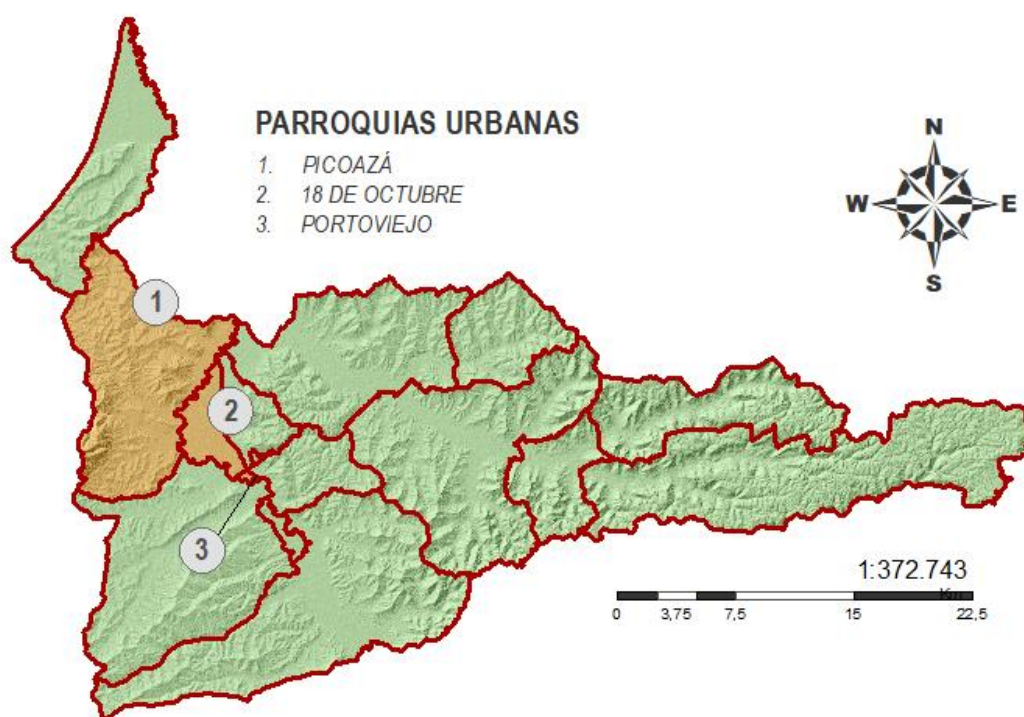 PARROQUIAS URBANAS
1. PICOAZÁ
2. 18 DE OCTUBRE
3. PORTOVIEJO
N
W E
S
1
2
3
1:372.743
Km
0 3,75 7,5 15 22,5